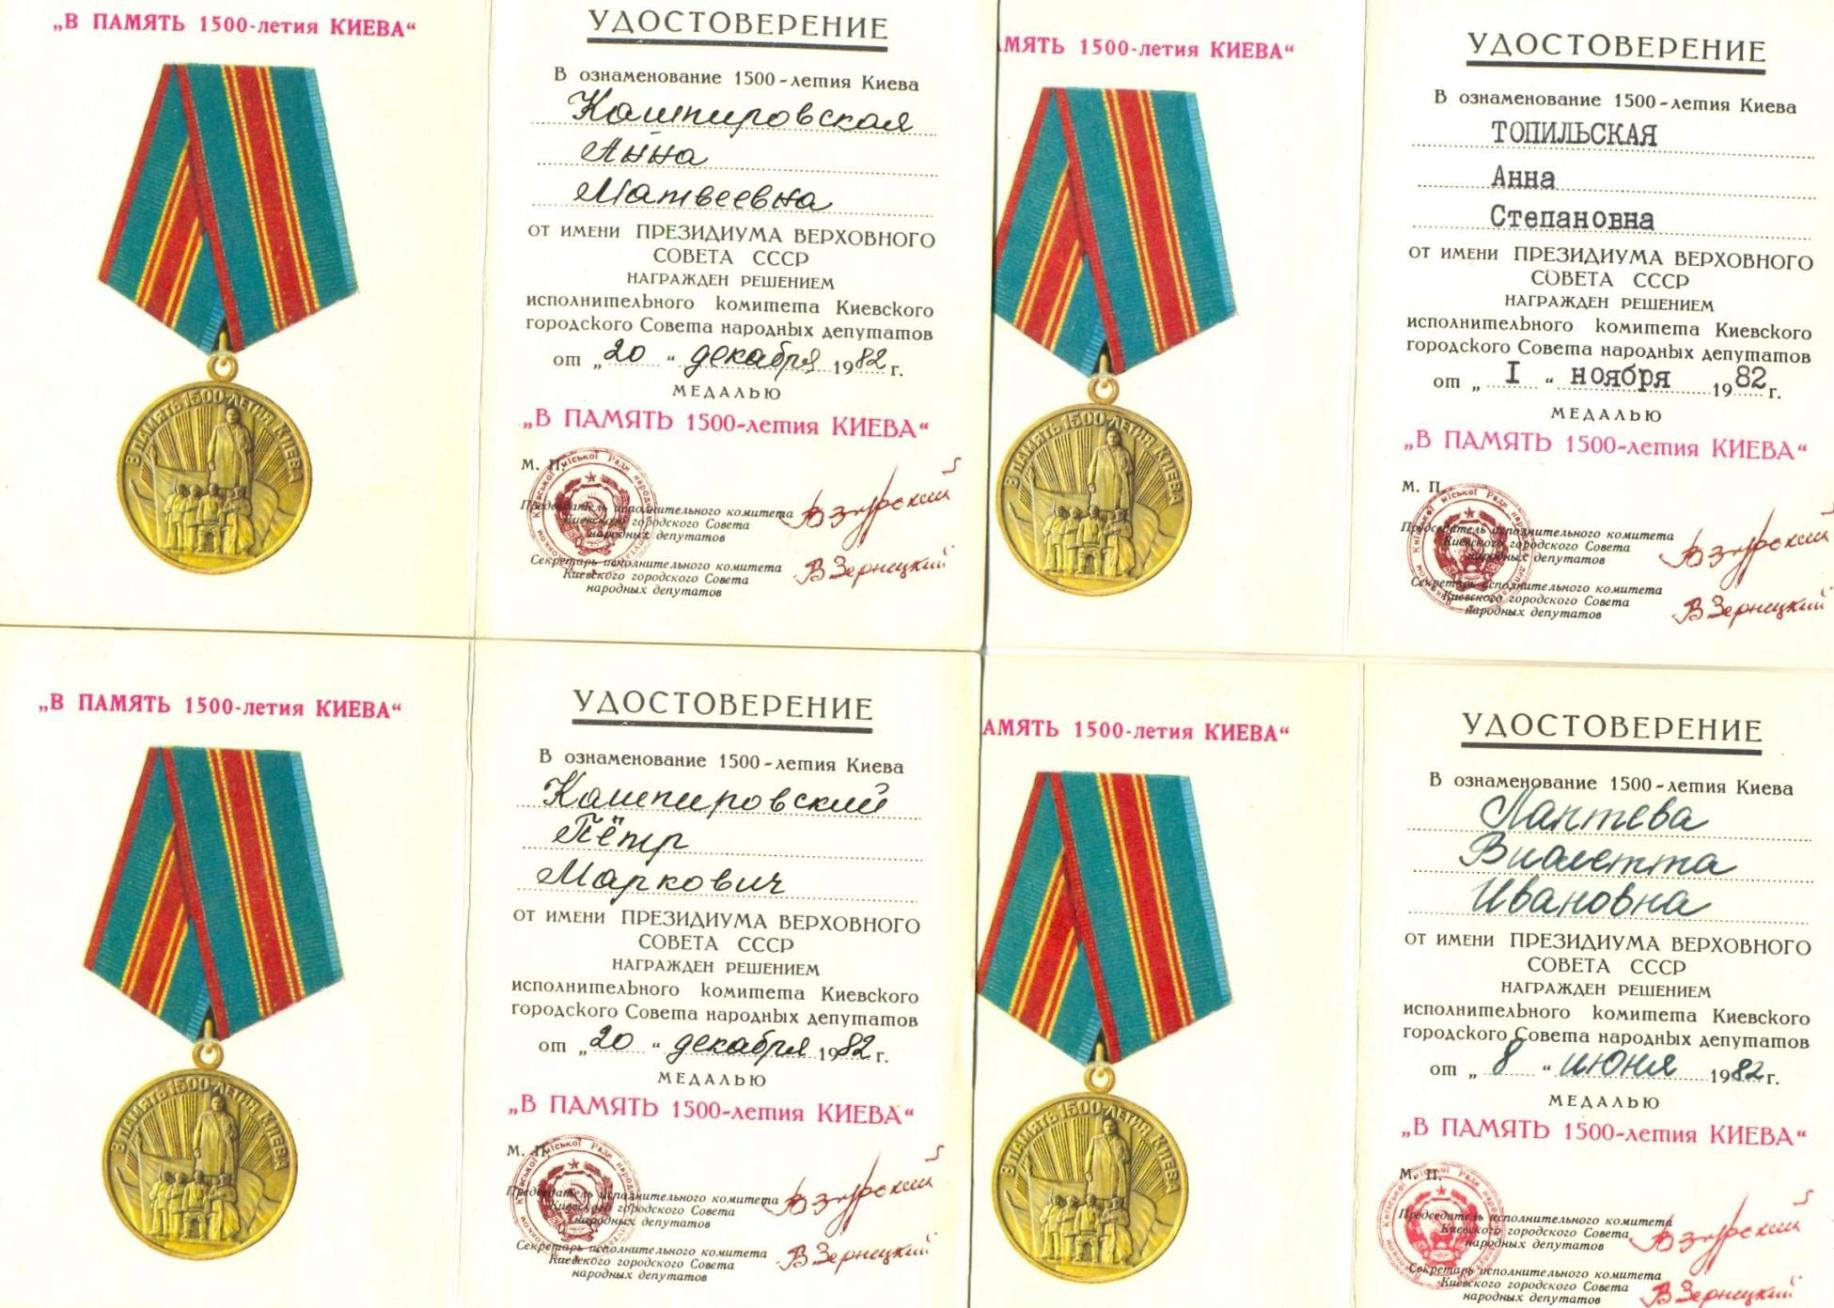 „В ПАМЯТЬ 1500-летия КИЕВА“
В ПАМЯТЬ 1500-ЛЕТИЯ КИЕВА
УДОСТОВЕРЕНИЕ
В ознаменование 1500-летия Киева
Кашпировская
Анна
Матвеевна
от имени ПРЕЗИДИУМА ВЕРХОВНОГО
СОВЕТА СССР
НАГРАЖДЕН РЕШЕНИЕМ
исполнительного комитета Киевского
городского Совета народных депутатов
от „20“ декабря 1982 г.
МЕДАЛЬЮ
„В ПАМЯТЬ 1500-летия КИЕВА“
М. П.
Председатель исполнительного комитета
Киевского городского Совета
народных депутатов
Секретарь исполнительного комитета
Киевского городского Совета
народных депутатов
В Зернецкий
МЯТЬ 1500-летия КИЕВА“
В ПАМЯТЬ 1500-ЛЕТИЯ КИЕВА
УДОСТОВЕРЕНИЕ
В ознаменование 1500-летия Киева
ТОПИЛЬСКАЯ
Анна
Степановна
от имени ПРЕЗИДИУМА ВЕРХОВНОГО
СОВЕТА СССР
НАГРАЖДЕН РЕШЕНИЕМ
исполнительного комитета Киевского
городского Совета народных депутатов
от „I“ ноября 1982 г.
МЕДАЛЬЮ
„В ПАМЯТЬ 1500-летия КИЕВА“
М. П.
Председатель исполнительного комитета
Киевского городского Совета
народных депутатов
Секретарь исполнительного комитета
Киевского городского Совета
народных депутатов
В Зернецкий
„В ПАМЯТЬ 1500-летия КИЕВА“
В ПАМЯТЬ 1500-ЛЕТИЯ КИЕВА
УДОСТОВЕРЕНИЕ
В ознаменование 1500-летия Киева
Кашпировский
Пётр
Маркович
от имени ПРЕЗИДИУМА ВЕРХОВНОГО
СОВЕТА СССР
НАГРАЖДЕН РЕШЕНИЕМ
исполнительного комитета Киевского
городского Совета народных депутатов
от „20“ декабря 1982 г.
МЕДАЛЬЮ
„В ПАМЯТЬ 1500-летия КИЕВА“
М. П.
Председатель исполнительного комитета
Киевского городского Совета
народных депутатов
Секретарь исполнительного комитета
Киевского городского Совета
народных депутатов
В Зернецкий
АМЯТЬ 1500-летия КИЕВА“
В ПАМЯТЬ 1500-ЛЕТИЯ КИЕВА
УДОСТОВЕРЕНИЕ
В ознаменование 1500-летия Киева
Лаптева
Виолетта
Ивановна
от имени ПРЕЗИДИУМА ВЕРХОВНОГО
СОВЕТА СССР
НАГРАЖДЕН РЕШЕНИЕМ
исполнительного комитета Киевского
городского Совета народных депутатов
от „8“ июня 1982 г.
МЕДАЛЬЮ
„В ПАМЯТЬ 1500-летия КИЕВА“
М. П.
Председатель исполнительного комитета
Киевского городского Совета
народных депутатов
Секретарь исполнительного комитета
Киевского городского Совета
народных депутатов
В Зернецкий